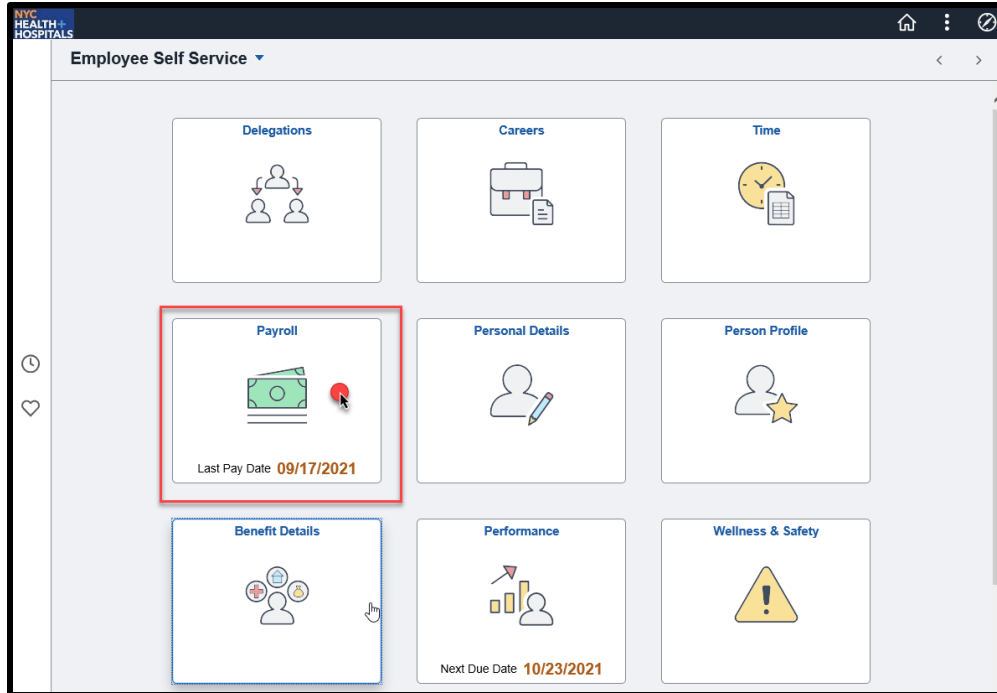 NYC
HEALTH+
HOSPITALS
Employee Self Service
Delegations
Careers
Time
Payroll
Last Pay Date 09/17/2021
Personal Details
Person Profile
Benefit Details
Performance
Next Due Date 10/23/2021
Wellness & Safety